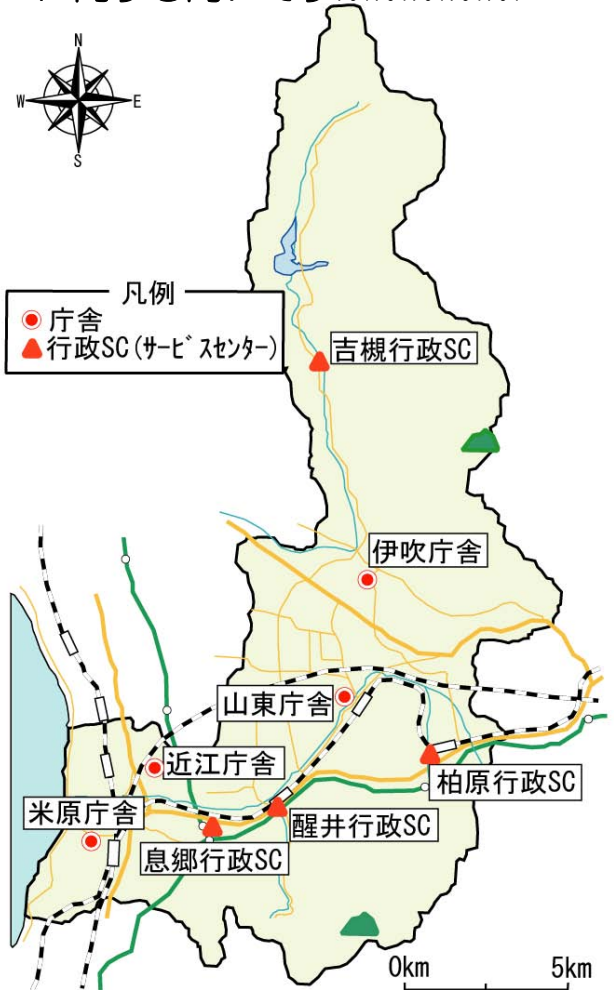 N
W
E
S
凡例
庁舎
行政SC(サービスセンター)
吉槻行政SC
伊吹庁舎
山東庁舎
近江庁舎
柏原行政SC
米原庁舎
醒井行政SC
息郷行政SC
0km
5km